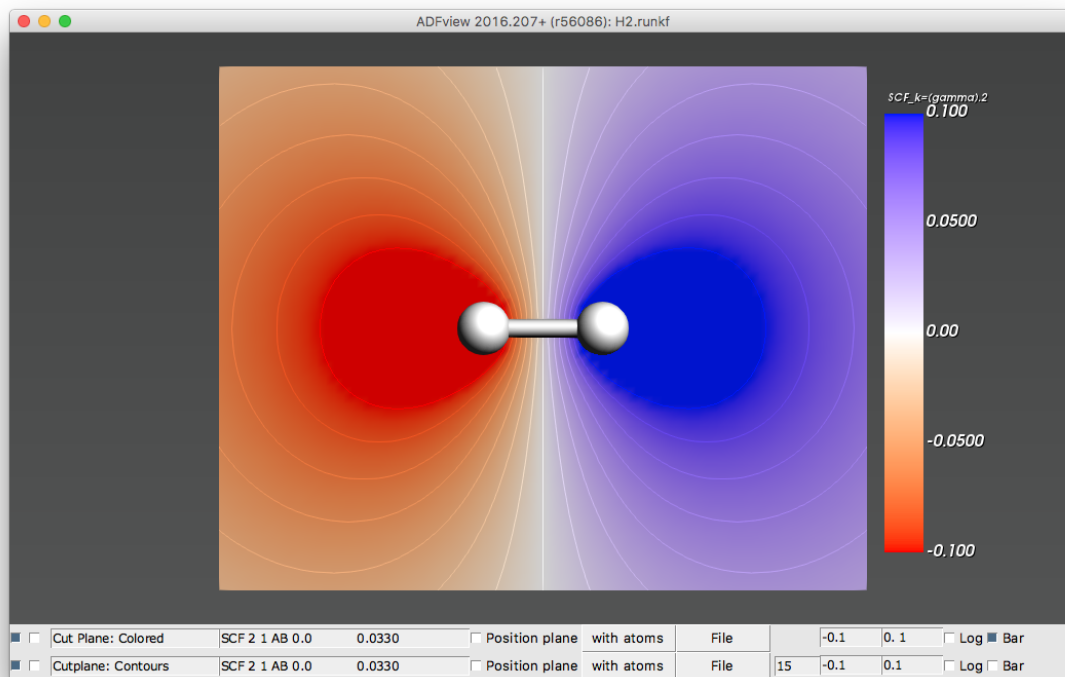 ADFview 2016.207+ (r56086): H2.runkf
SCF_k=(gamma).2
0.100
0.0500
0.00
-0.0500
-0.100
Cut Plane: Colored SCF 2 1 AB 0.0 0.0330 Position plane with atoms File -0.1 0. 1 Log Bar
Cutplane: Contours SCF 2 1 AB 0.0 0.0330 Position plane with atoms File 15 -0.1 0.1 Log Bar